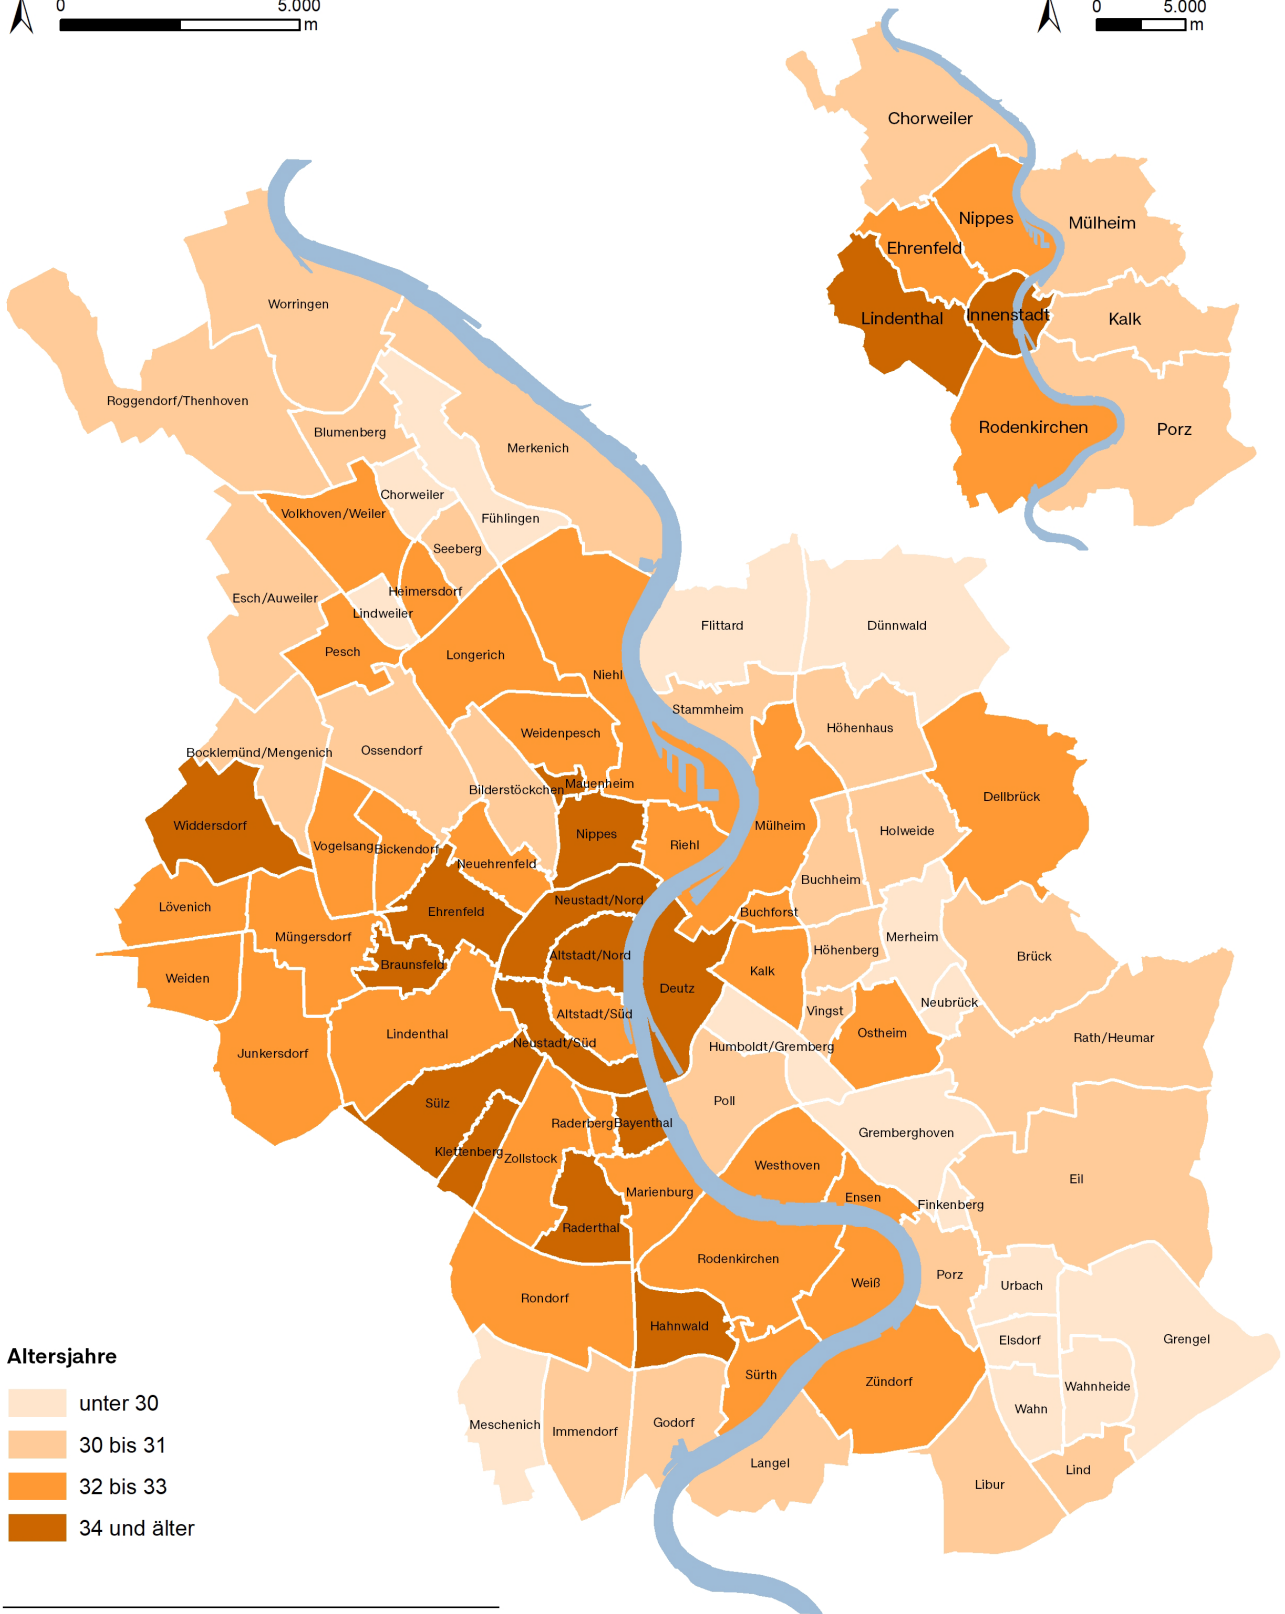 0 5.000
m
0 5.000
m
Chorweiler
Nippes
Mülheim
Ehrenfeld
Lindenthal
Innenstadt
Kalk
Rodenkirchen
Porz
Worringen
Roggendorf/Thenhoven
Blumenberg
Merkenich
Chorweiler
Volkhoven/Weiler
Fühlingen
Seeberg
Heimersdorf
Esch/Auweiler
Lindweiler
Flittard
Dünnwald
Pesch
Longerich
Niehl
Stammheim
Höhenhaus
Weidenpesch
Bocklemünd/Mengenich
Ossendorf
Mauenheim
Bilderstöckchen
Dellbrück
Widdersdorf
Nippes
Mülheim
Holweide
Vogelsang
Bickendorf
Riehl
Neuehrenfeld
Buchheim
Neustadt/Nord
Lövenich
Ehrenfeld
Buchforst
Müngersdorf
Merheim
Höhenberg
Altstadt/Nord
Brück
Braunsfeld
Kalk
Weiden
Deutz
Neubrück
Altstadt/Süd
Vingst
Lindenthal
Ostheim
Rath/Heumar
Neustadt/Süd
Humboldt/Gremberg
Junkersdorf
Sülz
Poll
Raderberg
Bayenthal
Gremberghoven
Klettenberg
Zollstock
Westhoven
Eil
Marienburg
Ensen
Finkenberg
Raderthal
Rodenkirchen
Porz
Weiß
Urbach
Rondorf
Hahnwald
Elsdorf
Grengel
Sürth
Zündorf
Wahnheide
Wahn
Meschenich
Immendorf
Godorf
Langel
Lind
Libur
Altersjahre
unter 30
30 bis 31
32 bis 33
34 und älter